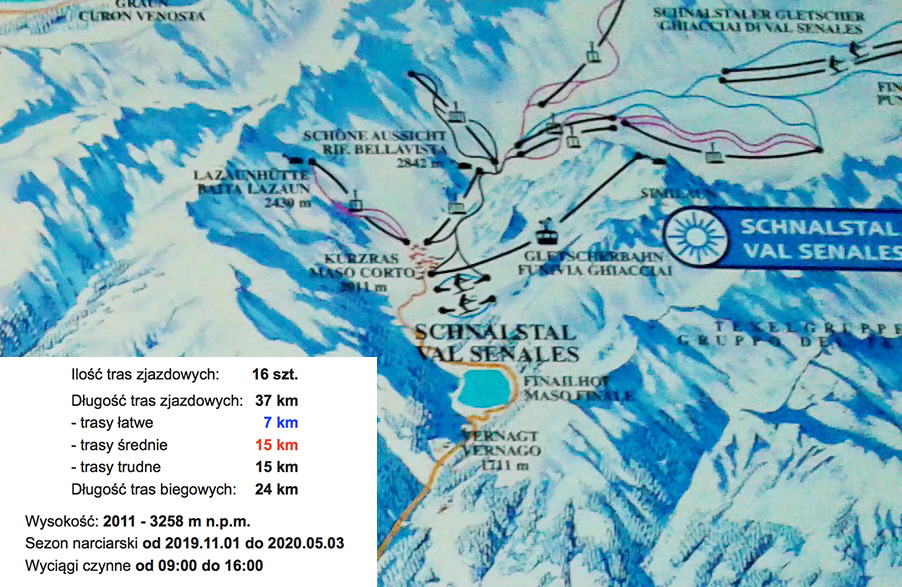 GRAUN
CURON VENOSTA
SCHNALSTALER GLETSCHER
GHIACCIAI DI VAL SENALES
FIN
PUN
SCHÖNE AUSSICHT
RIF. BELLAVISTA
2842 m
LAZAUNHÜTTE
BAITA LAZAUN
2430 m
SIMILAUN
SCHNALSTAL
VAL SENALES
KURZRAS
MASO CORTO
2011 m
GLETSCHERBAHN
FUNIVIA GHIACCIAI
SCHNALSTAL
VAL SENALES
TEXELGRUPPE
GRUPPO DEL TE
FINAILHOF
MASO FINALE
VERNAGT
VERNAGO
1711 m
Ilość tras zjazdowych: 16 szt.
Długość tras zjazdowych: 37 km
- trasy łatwe 7 km
- trasy średnie 15 km
- trasy trudne 15 km
Długość tras biegowych: 24 km
Wysokość: 2011 - 3258 m n.p.m.
Sezon narciarski od 2019.11.01 do 2020.05.03
Wyciągi czynne od 09:00 do 16:00